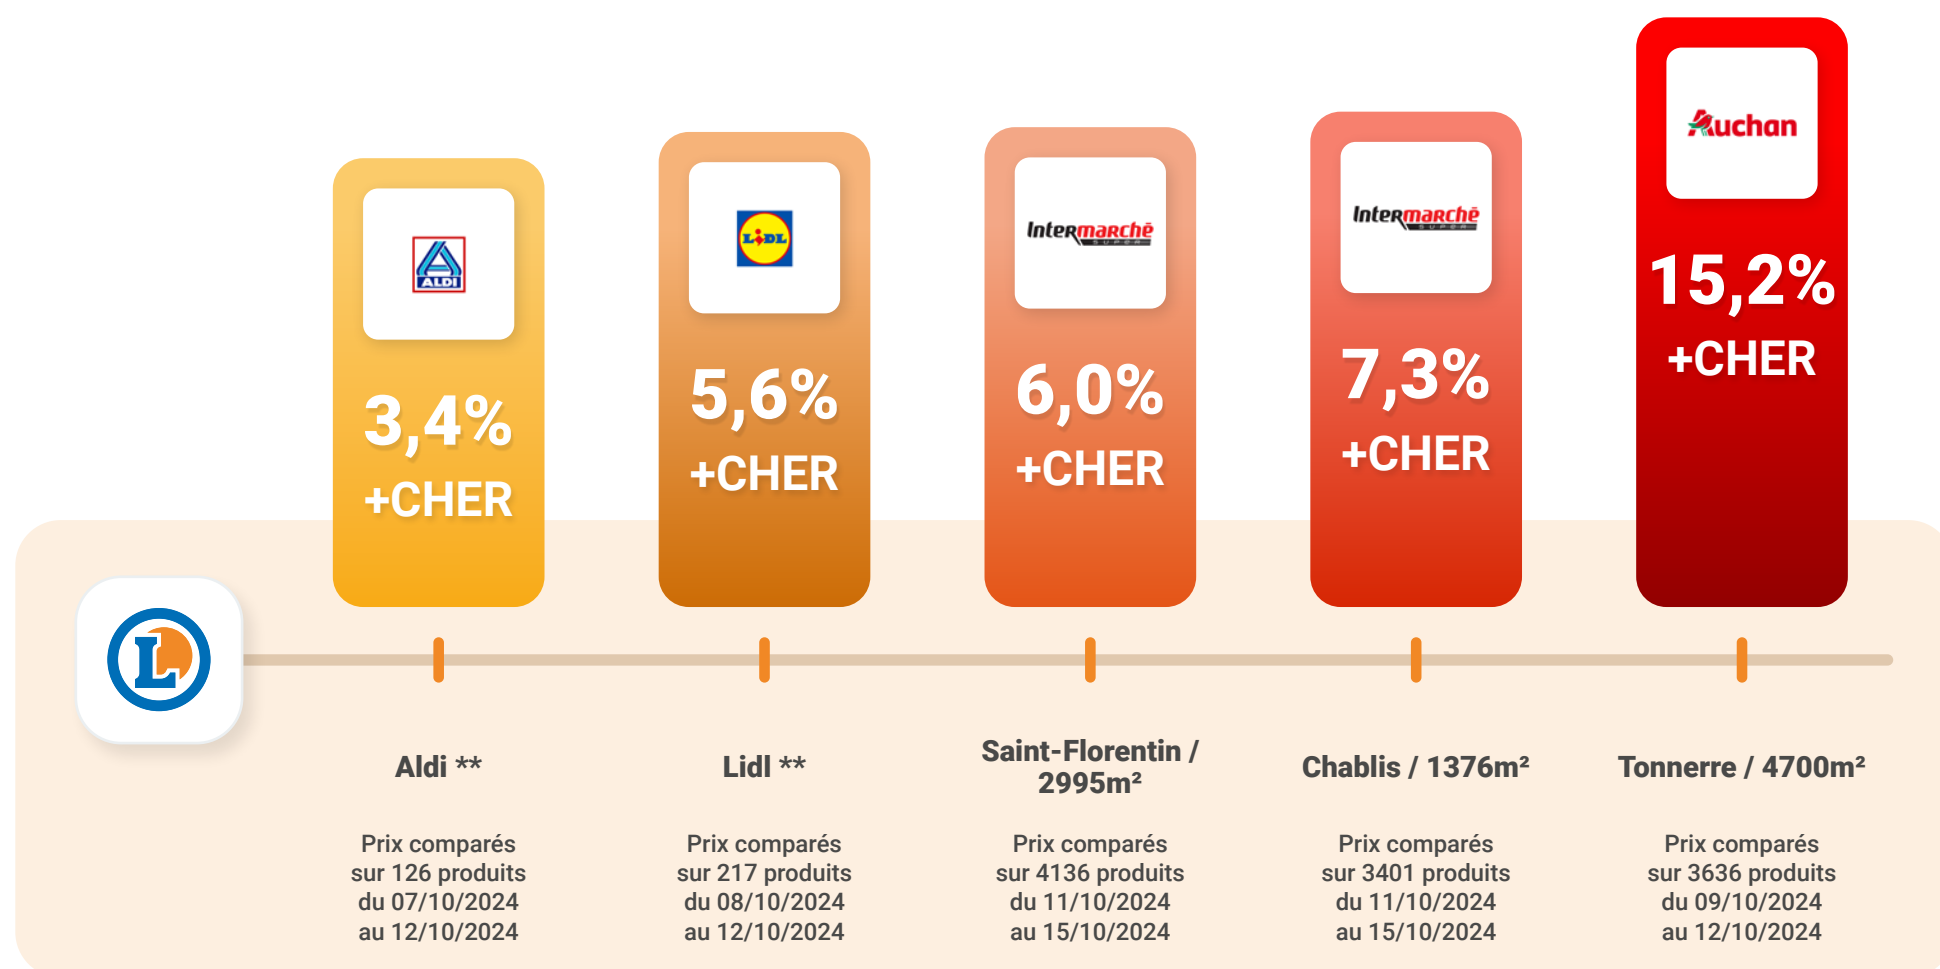 ALDI
3,4%
+CHER
LIDL
5,6%
+CHER
Intermarchē
SUPER
6,0%
+CHER
Intermarchē
SUPER
7,3%
+CHER
Auchan
15,2%
+CHER
L
Aldi **
Prix comparés
sur 126 produits
du 07/10/2024
au 12/10/2024
Lidl **
Prix comparés
sur 217 produits
du 08/10/2024
au 12/10/2024
Saint-Florentin /
2995m²
Prix comparés
sur 4136 produits
du 11/10/2024
au 15/10/2024
Chablis / 1376m²
Prix comparés
sur 3401 produits
du 11/10/2024
au 15/10/2024
Tonnerre / 4700m²
Prix comparés
sur 3636 produits
du 09/10/2024
au 12/10/2024